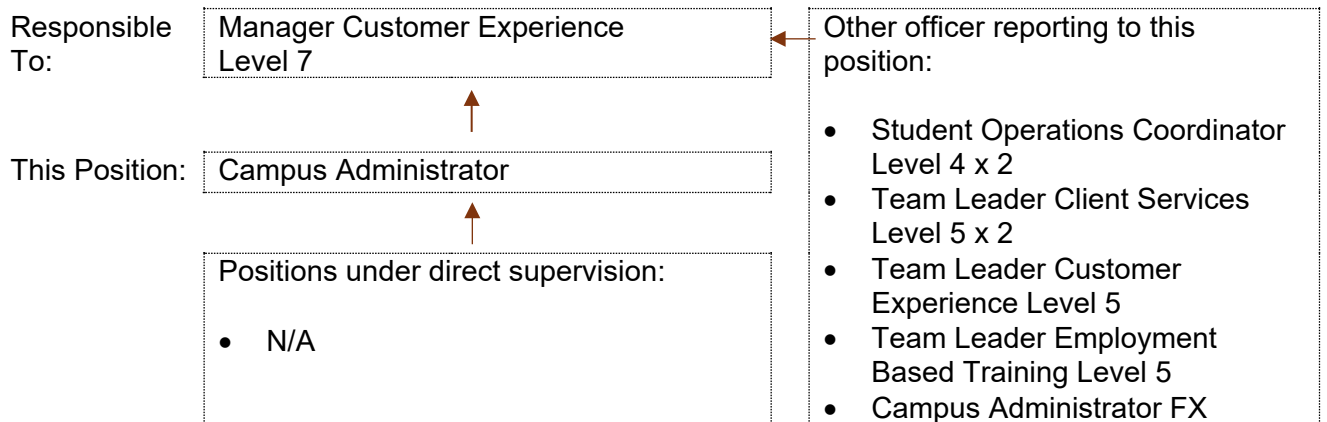 Responsible
To:
Manager Customer Experience
Level 7
This Position:
Campus Administrator
Positions under direct supervision:
• N/A
Other officer reporting to this
position:
• Student Operations Coordinator
Level 4 x 2
• Team Leader Client Services
Level 5 x 2
• Team Leader Customer
Experience Level 5
• Team Leader Employment
Based Training Level 5
• Campus Administrator FX